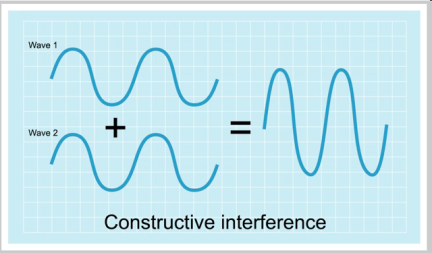 Wave 1
+
=
Wave 2
Constructive interference